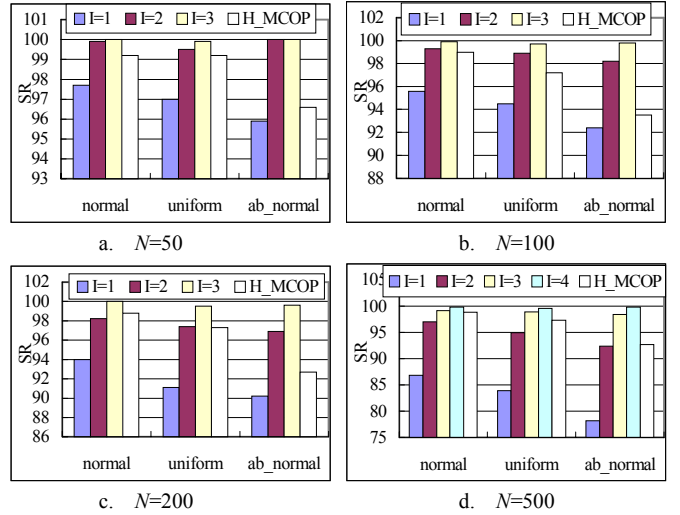 I=1 I=2 I=3 H_MCOP
SR
101
100
99
98
97
96
95
94
93
normal uniform ab_normal
a. N=50
I=1 I=2 I=3 H_MCOP
SR
102
100
98
96
94
92
90
88
normal uniform ab_normal
b. N=100
I=1 I=2 I=3 H_MCOP
SR
102
100
98
96
94
92
90
88
86
normal uniform ab_normal
c. N=200
I=1 I=2 I=3 I=4 H_MCOP
SR
105
100
95
90
85
80
75
normal uniform ab_normal
d. N=500